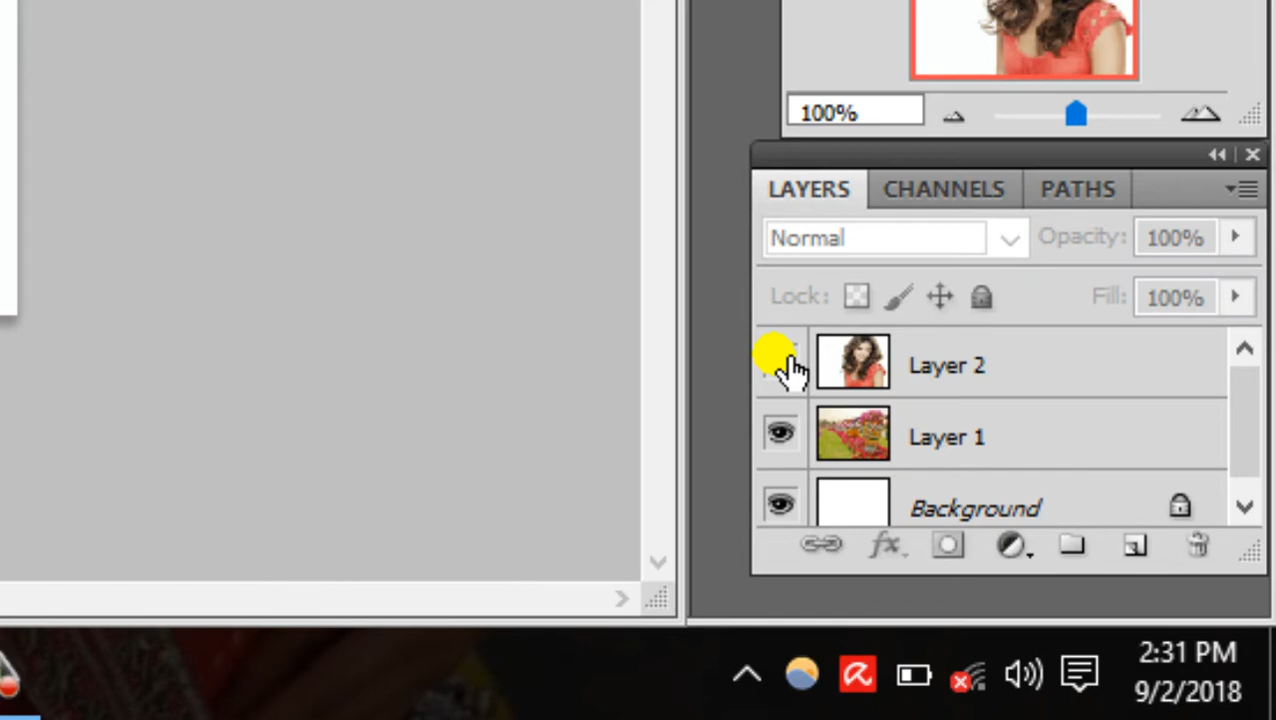 100%
LAYERS CHANNELS PATHS
Normal Opacity: 100%
Lock: Fill: 100%
Layer 2
Layer 1
Background
2:31 PM
9/2/2018